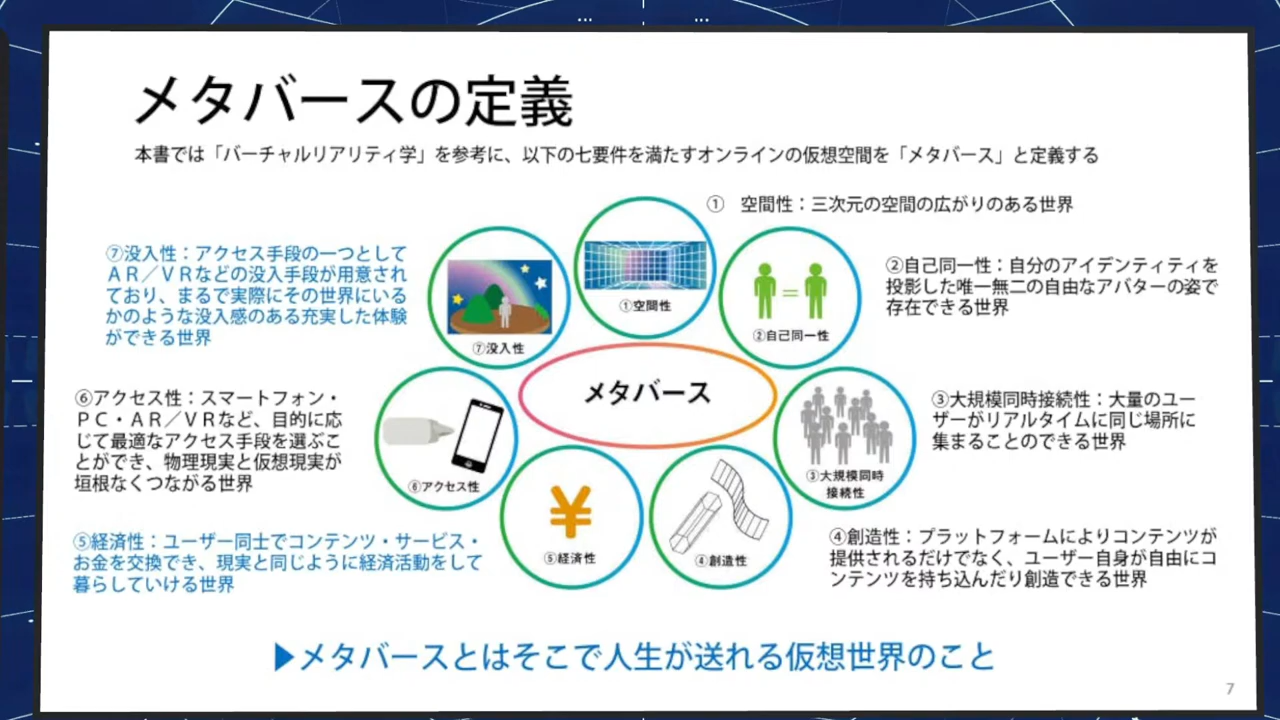 メタバースの定義
本書では「バーチャルリアリティ学」を参考に、以下の七要件を満たすオンラインの仮想空間を「メタバース」と定義する
① 空間性：三次元の空間の広がりのある世界
②自己同一性：自分のアイデンティティを
投影した唯一無二の自由なアバターの姿で
存在できる世界
③大規模同時接続性：大量のユー
ザーがリアルタイムに同じ場所に
集まることのできる世界
④創造性：プラットフォームによりコンテンツが
提供されるだけでなく、ユーザー自身が自由にコ
ンテンツを持ち込んだり創造できる世界
⑤経済性：ユーザー同士でコンテンツ・サービス・
お金を交換でき、現実と同じように経済活動をして
暮らしていける世界
⑥アクセス性：スマートフォン・
ＰＣ・ＡＲ／ＶＲなど、目的に応
じて最適なアクセス手段を選ぶこ
とができ、物理現実と仮想現実が
垣根なくつながる世界
⑦没入性：アクセス手段の一つとして
ＡＲ／ＶＲなどの没入手段が用意され
ており、まるで実際にその世界にいる
かのような没入感のある充実した体験
ができる世界
①空間性
②自己同一性
③大規模同時
接続性
④創造性
¥
⑤経済性
⑥アクセス性
⑦没入性
メタバース
▶メタバースとはそこで人生が送れる仮想世界のこと
7